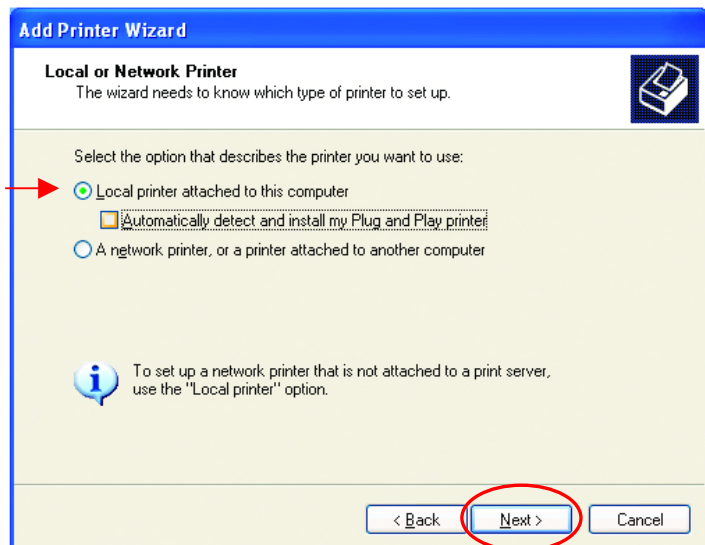 Add Printer Wizard
Local or Network Printer
The wizard needs to know which type of printer to set up.
Select the option that describes the printer you want to use:
Local printer attached to this computer
Automatically detect and install my Plug and Play printer
A network printer, or a printer attached to another computer
To set up a network printer that is not attached to a print server,
use the "Local printer" option.
< Back
Next >
Cancel